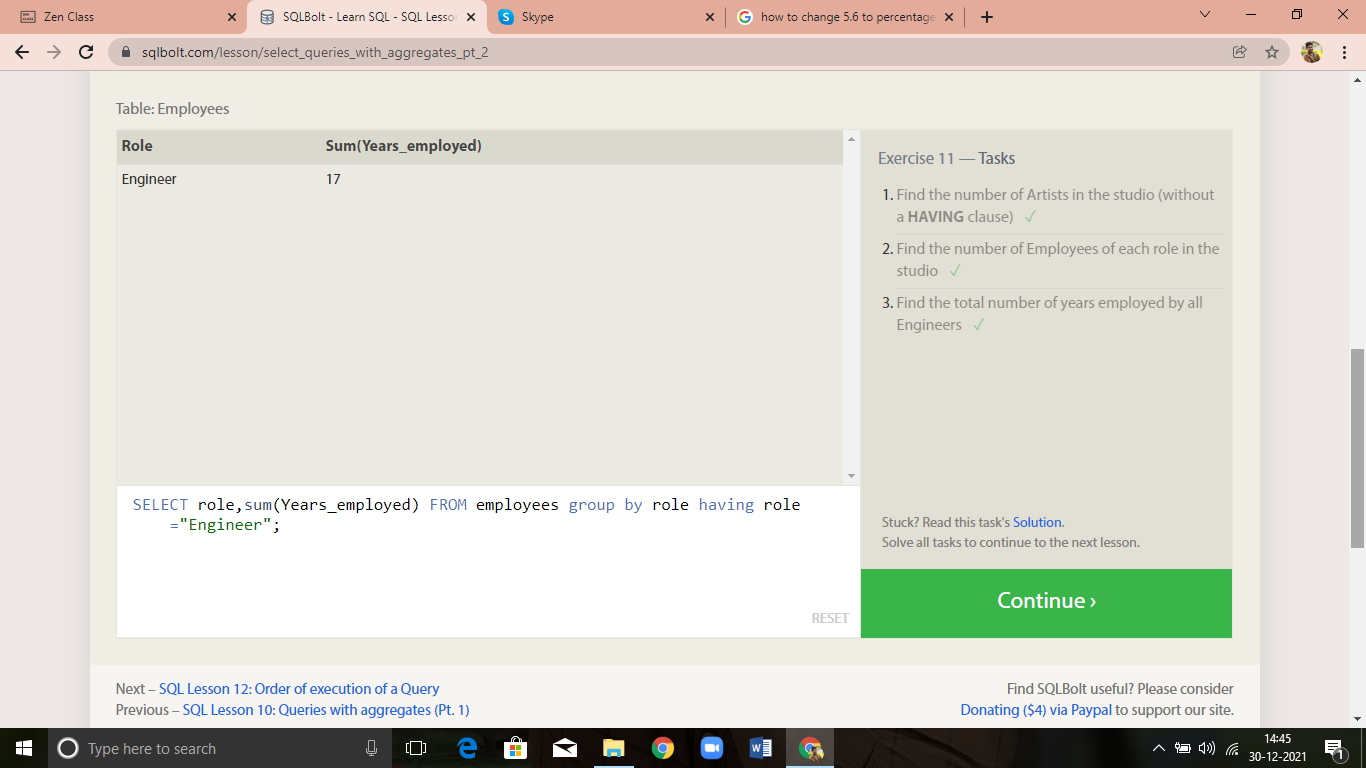 Zen Class
SQLBolt - Learn SQL - SQL Lesson
Skype
how to change 5.6 to percentage
sqlbolt.com/lesson/select_queries_with_aggregates_pt_2
Table: Employees
Role Sum(Years_employed)
Engineer 17
Exercise 11 — Tasks
1. Find the number of Artists in the studio (without
a HAVING clause) ✓
2. Find the number of Employees of each role in the
studio ✓
3. Find the total number of years employed by all
Engineers ✓
SELECT role,sum(Years_employed) FROM employees group by role having role
="Engineer";
RESET
Stuck? Read this task's Solution.
Solve all tasks to continue to the next lesson.
Continue ›
Next – SQL Lesson 12: Order of execution of a Query
Previous – SQL Lesson 10: Queries with aggregates (Pt. 1)
Find SQLBolt useful? Please consider
Donating ($4) via Paypal to support our site.
Type here to search
14:45
30-12-2021
1